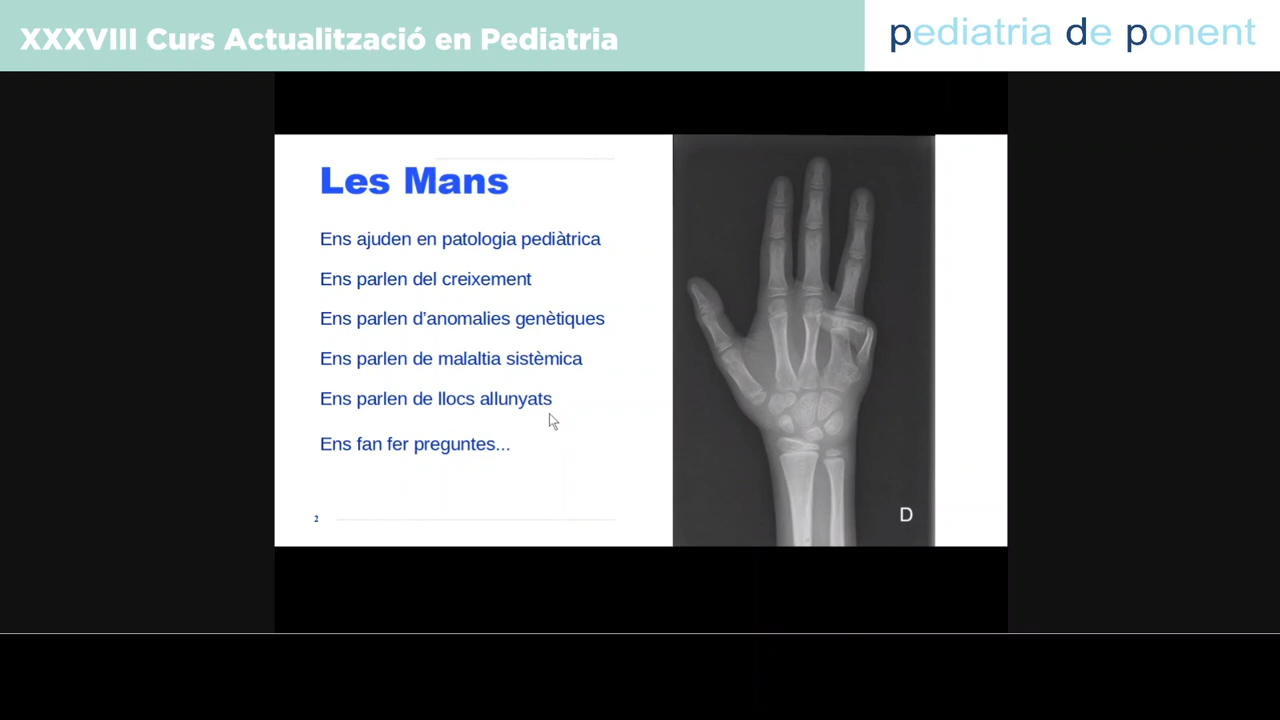 XXXVIII Curs Actualització en Pediatria
pediatria de ponent
Les Mans
Ens ajuden en patologia pediàtrica
Ens parlen del creixement
Ens parlen d’anomalies genètiques
Ens parlen de malaltia sistèmica
Ens parlen de llocs allunyats
Ens fan fer preguntes...
2
D